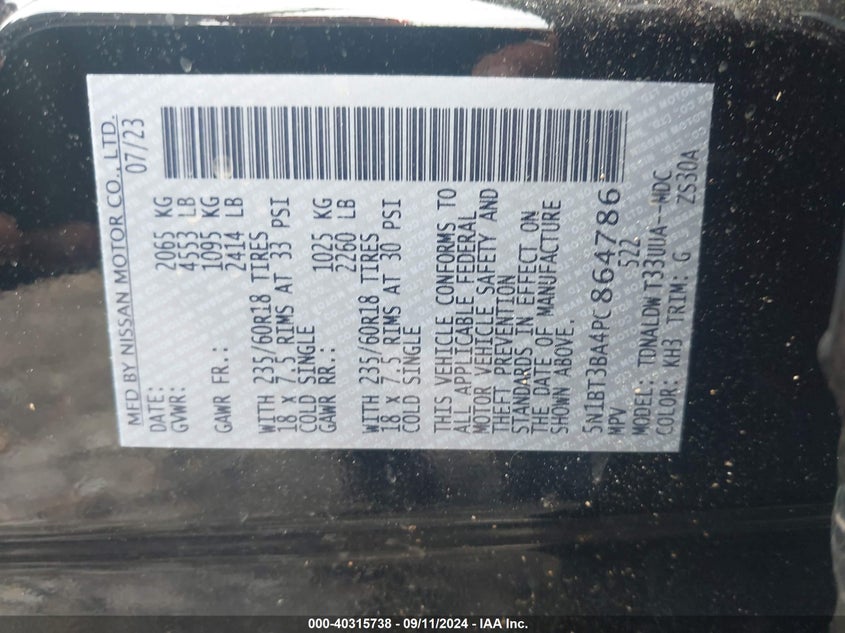 MFD BY NISSAN MOTOR CO., LTD.
DATE: 07/23
GVWR: 2065 KG
4553 LB
GAWR FR.: 1095 KG
2414 LB
WITH 235/60R18 TIRES
18 X 7.5 RIMS AT 33 PSI
COLD SINGLE
GAWR RR.: 1025 KG
2260 LB
WITH 235/60R18 TIRES
18 X 7.5 RIMS AT 30 PSI
COLD SINGLE
THIS VEHICLE CONFORMS TO
ALL APPLICABLE FEDERAL
MOTOR VEHICLE SAFETY AND
THEFT PREVENTION
STANDARDS IN EFFECT ON
THE DATE OF MANUFACTURE
SHOWN ABOVE.
5N1BT3BA4PC864786
MPV 522
MODEL: TDNALDWT33UUA--MDC
COLOR: KH3 TRIM: G ZS30A
000-40315738 - 09/11/2024 - IAA Inc.